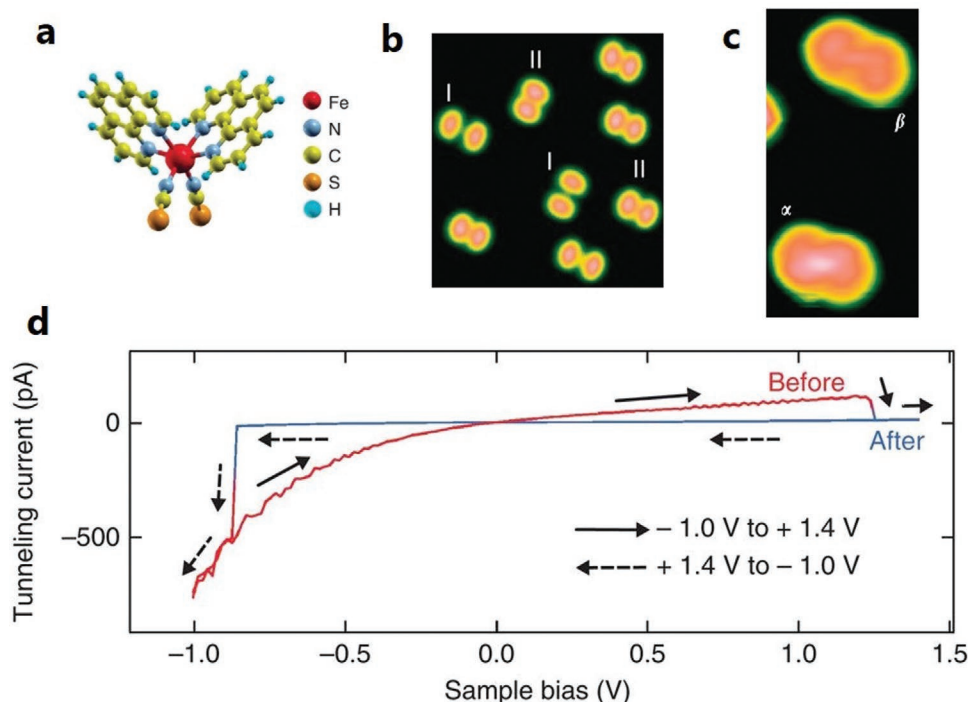 a
Fe
N
C
S
H
b
I
II
I
II
c
β
α
d
Tunneling current (pA)
0
−500
Before
After
− 1.0 V to + 1.4 V
+ 1.4 V to − 1.0 V
−1.0
−0.5
0.0
0.5
1.0
1.5
Sample bias (V)